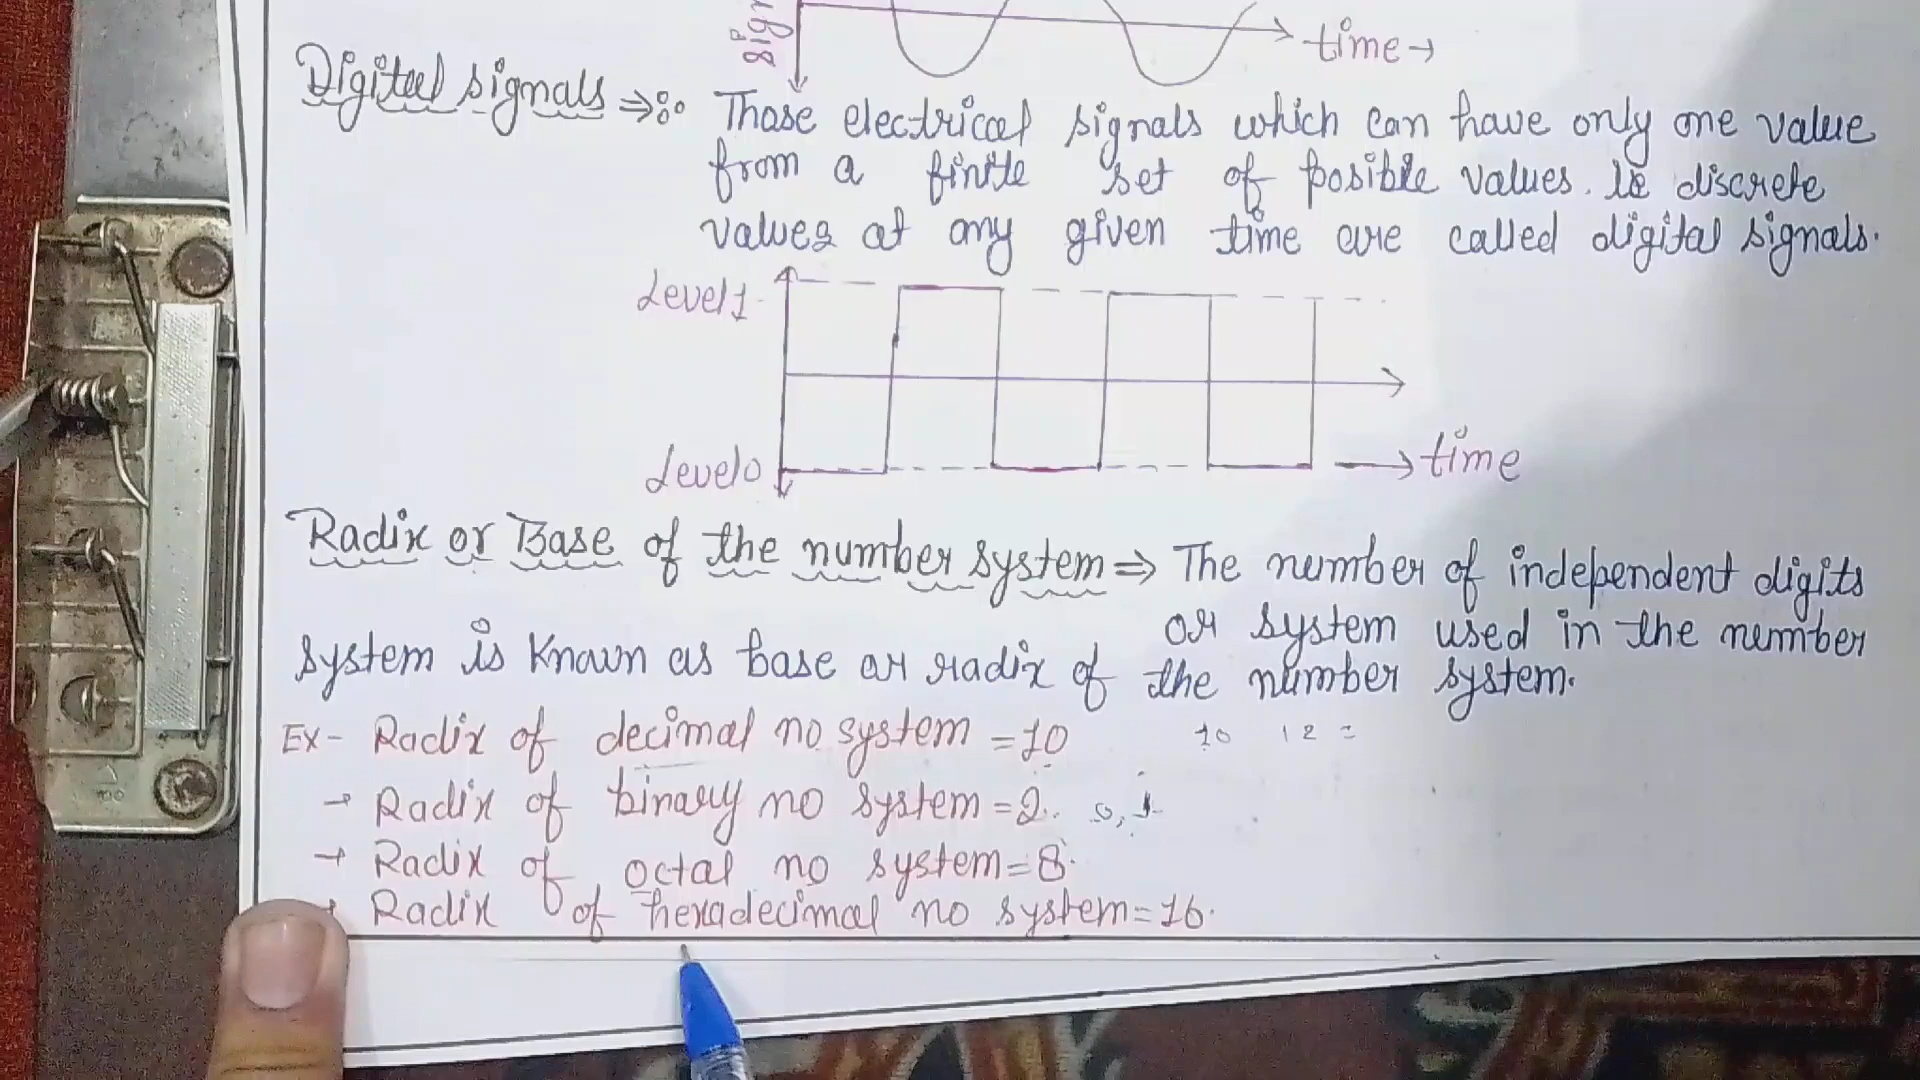 time →
Digital signals ⇒:° Those electrical signals which can have only one value
from a finite set of posible values. ie discrete
values at any given time are called digital signals.
Level 1
Level 0
→ time
Radix or Base of the number system ⇒ The number of independent digits
or system used in the number
system is known as base or radix of the number system.
Ex- Radix of decimal no system = 10 10 12 =
→ Radix of binary no system = 2. 0, 1
→ Radix of octal no system = 8.
→ Radix of hexadecimal no system = 16.